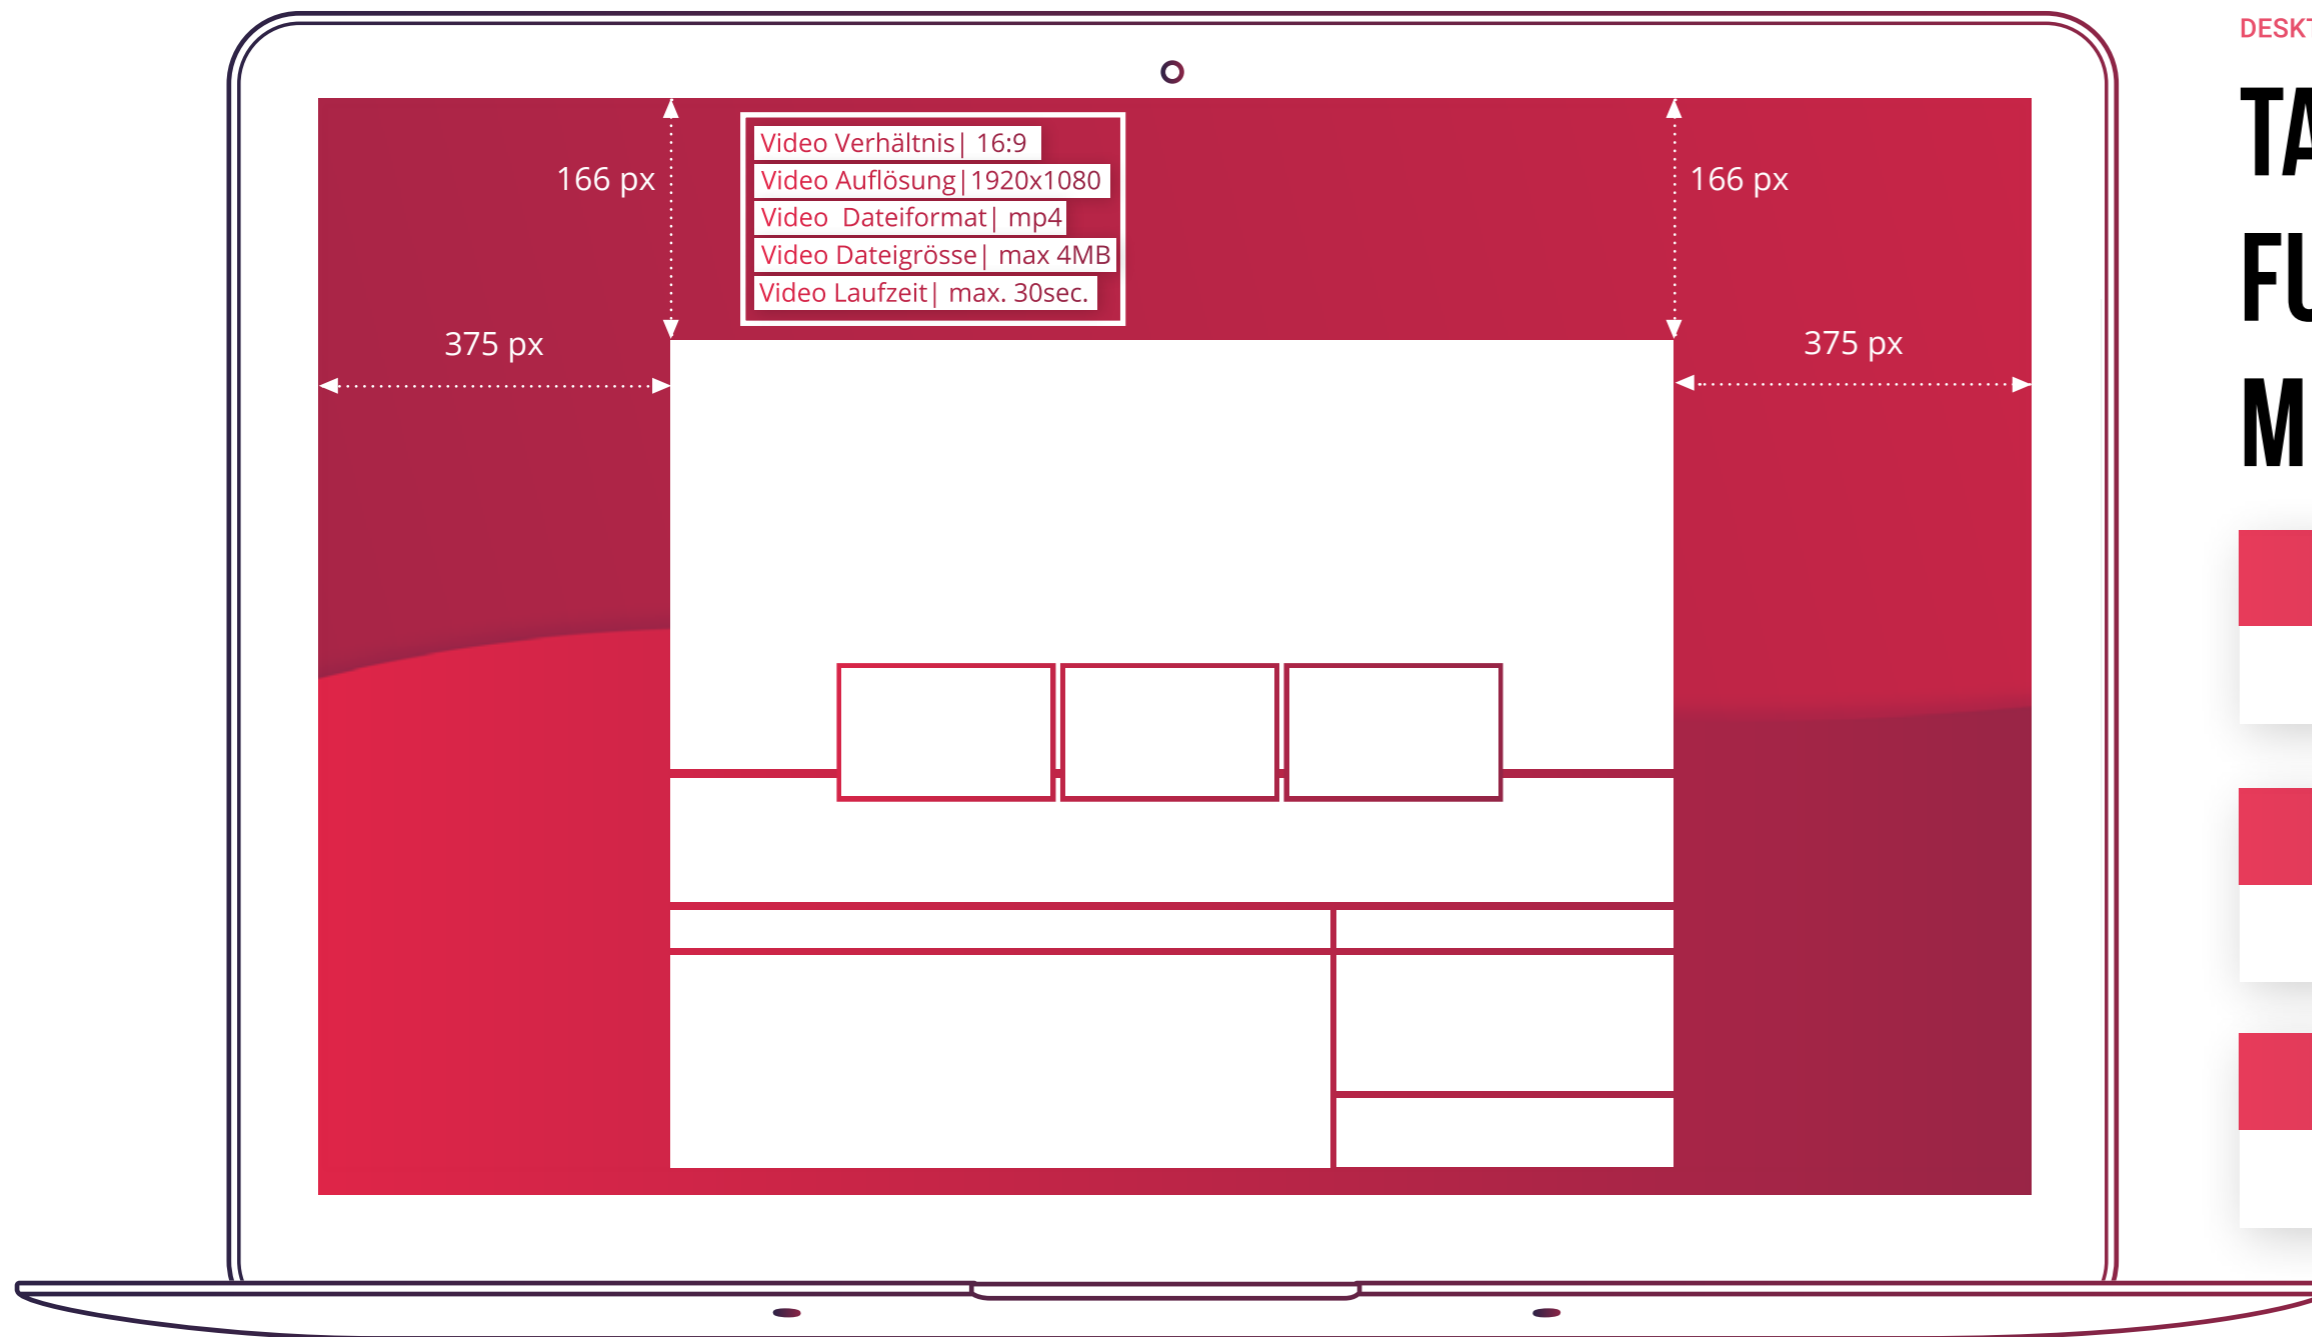 Video Verhältnis| 16:9
Video Auflösung|1920x1080
Video  Dateiformat| mp4
Video Dateigrösse| max 4MB
Video Laufzeit| max. 30sec.
166 px
166 px
375 px
375 px